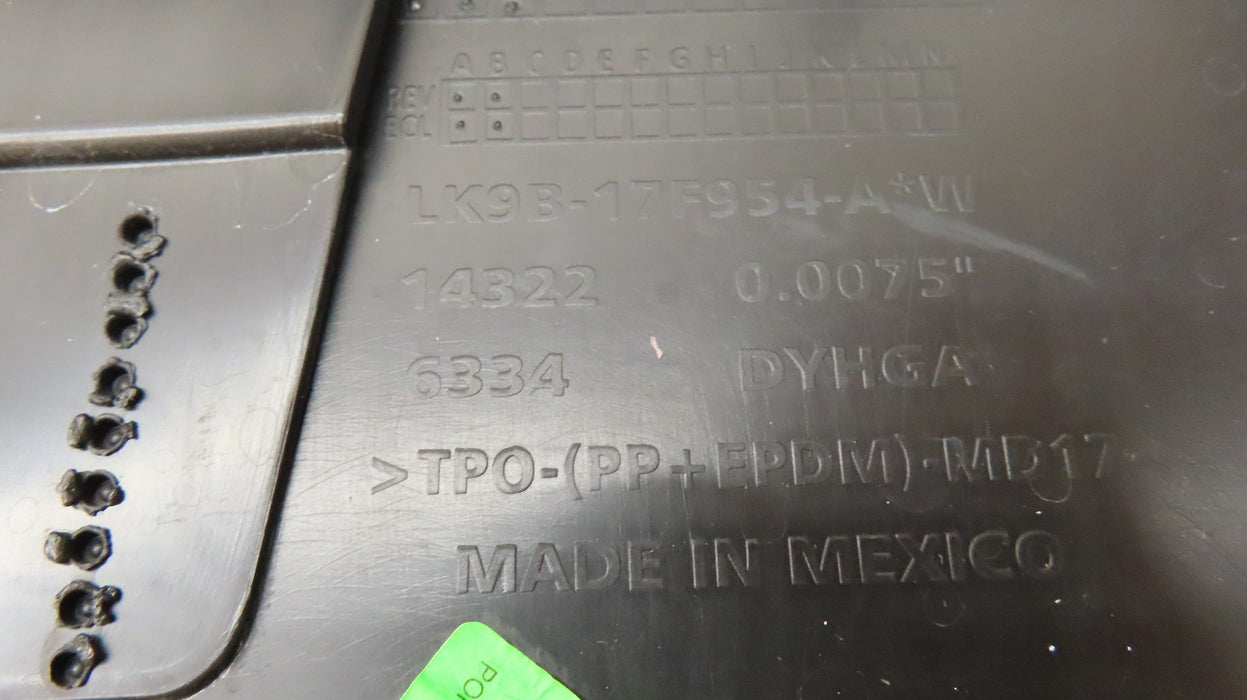 A B C D E F G H I J K L M N
REV
ECL
LK9B-17F954-A*W
14322 0.0075"
6334 DYHGA
>TPO-(PP+EPDM)-MD17
MADE IN MEXICO